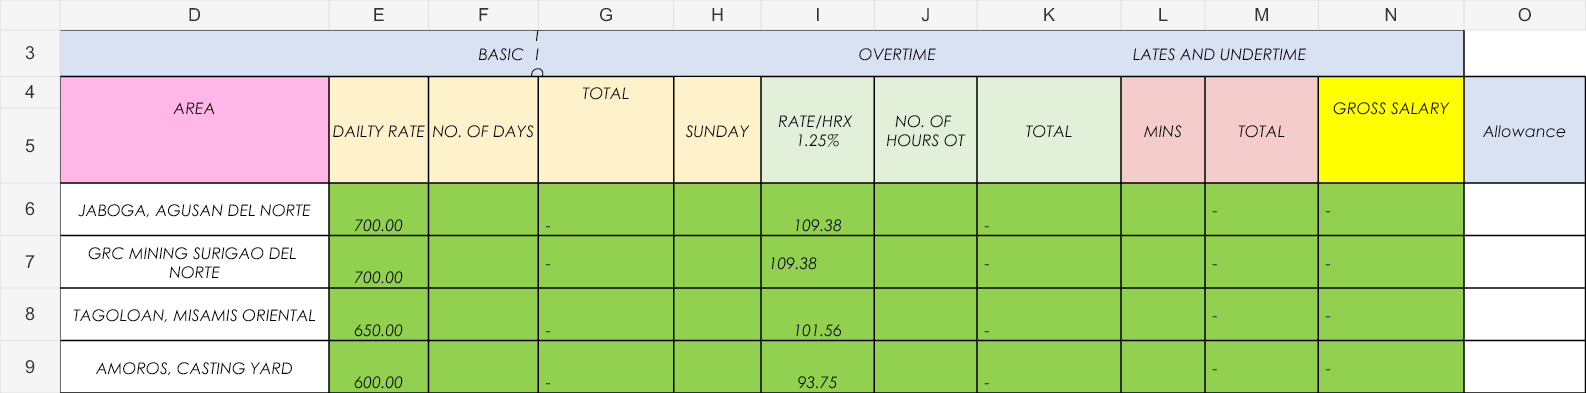 D E F G H I J K L M N O
3 BASIC OVERTIME LATES AND UNDERTIME
4 AREA TOTAL GROSS SALARY
5 DAILTY RATE NO. OF DAYS SUNDAY RATE/HRX NO. OF TOTAL MINS TOTAL Allowance
1.25% HOURS OT
6 JABOGA, AGUSAN DEL NORTE 700.00 - 109.38 - - -
7 GRC MINING SURIGAO DEL
NORTE 700.00 - 109.38 - - -
8 TAGOLOAN, MISAMIS ORIENTAL 650.00 - 101.56 - - -
9 AMOROS, CASTING YARD 600.00 - 93.75 - - -